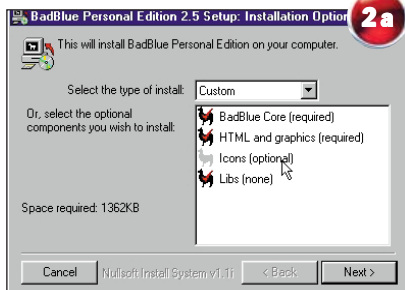 BadBlue Personal Edition 2.5 Setup: Installation Option
2a
This will install BadBlue Personal Edition on your computer.
Select the type of install: Custom
Or, select the optional
components you wish to install:
BadBlue Core (required)
HTML and graphics (required)
Icons (optional)
Libs (none)
Space required: 1362KB
Cancel Nullsoft Install System v1.1i < Back Next >